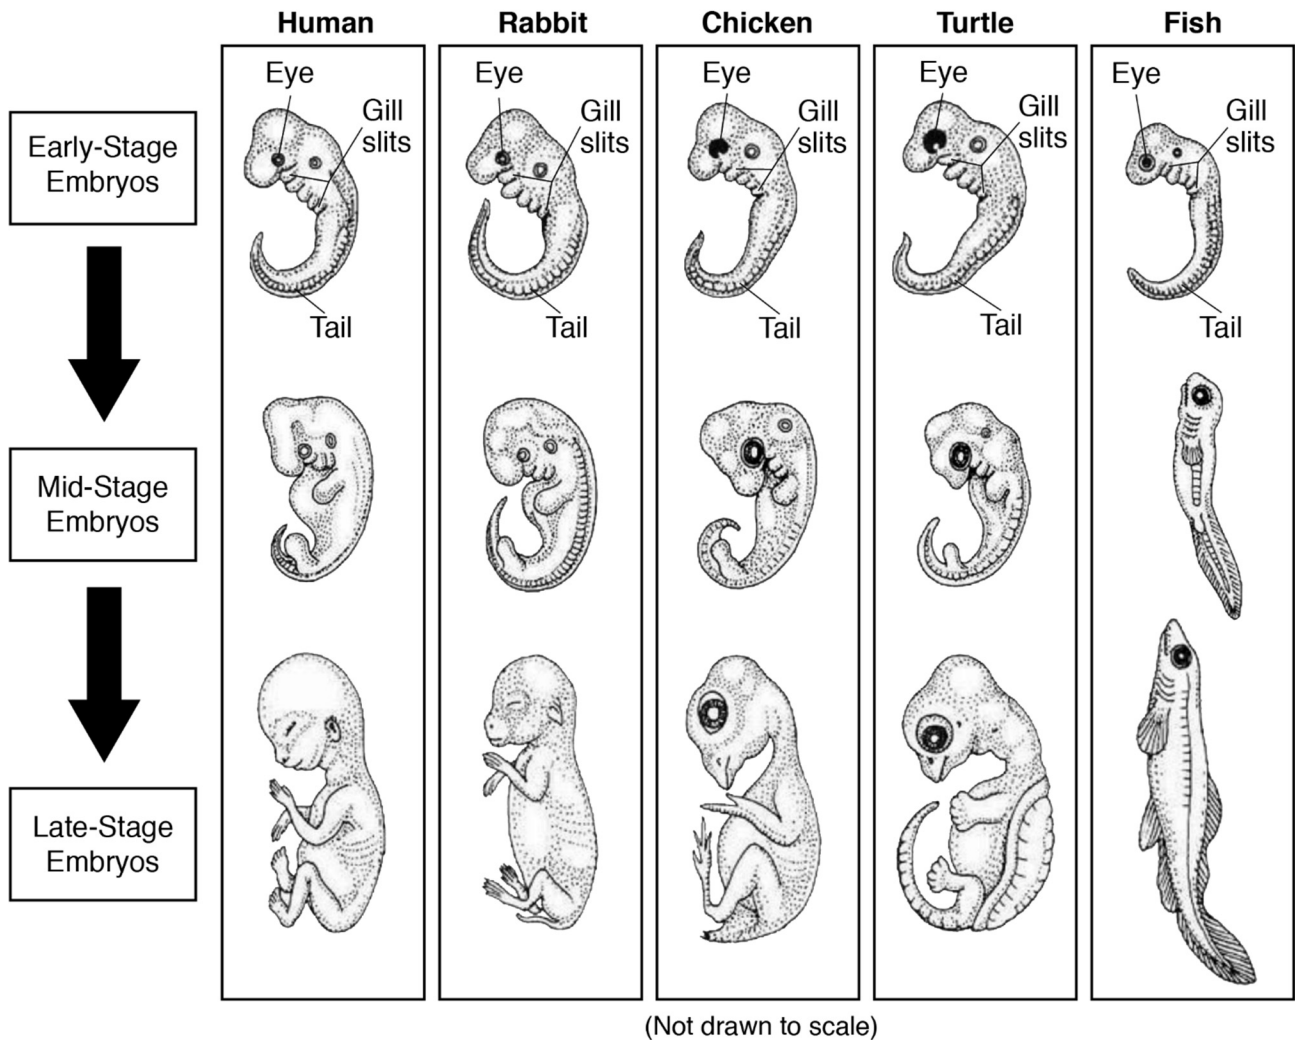 Human
Rabbit
Chicken
Turtle
Fish
Early-Stage
Embryos
Eye
Gill
slits
Tail
Eye
Gill
slits
Tail
Eye
Gill
slits
Tail
Eye
Gill
slits
Tail
Eye
Gill
slits
Tail
Mid-Stage
Embryos
Late-Stage
Embryos
(Not drawn to scale)